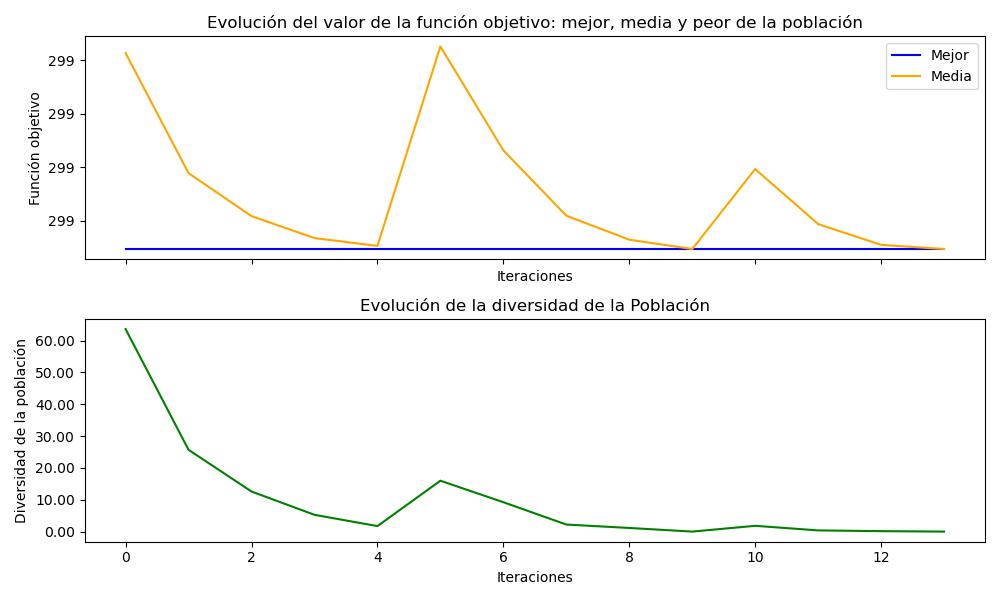 Evolución del valor de la función objetivo: mejor, media y peor de la población
Función objetivo
299
299
299
299
Mejor
Media
Iteraciones
Evolución de la diversidad de la Población
Diversidad de la población
60.00
50.00
40.00
30.00
20.00
10.00
0.00
0 2 4 6 8 10 12
Iteraciones